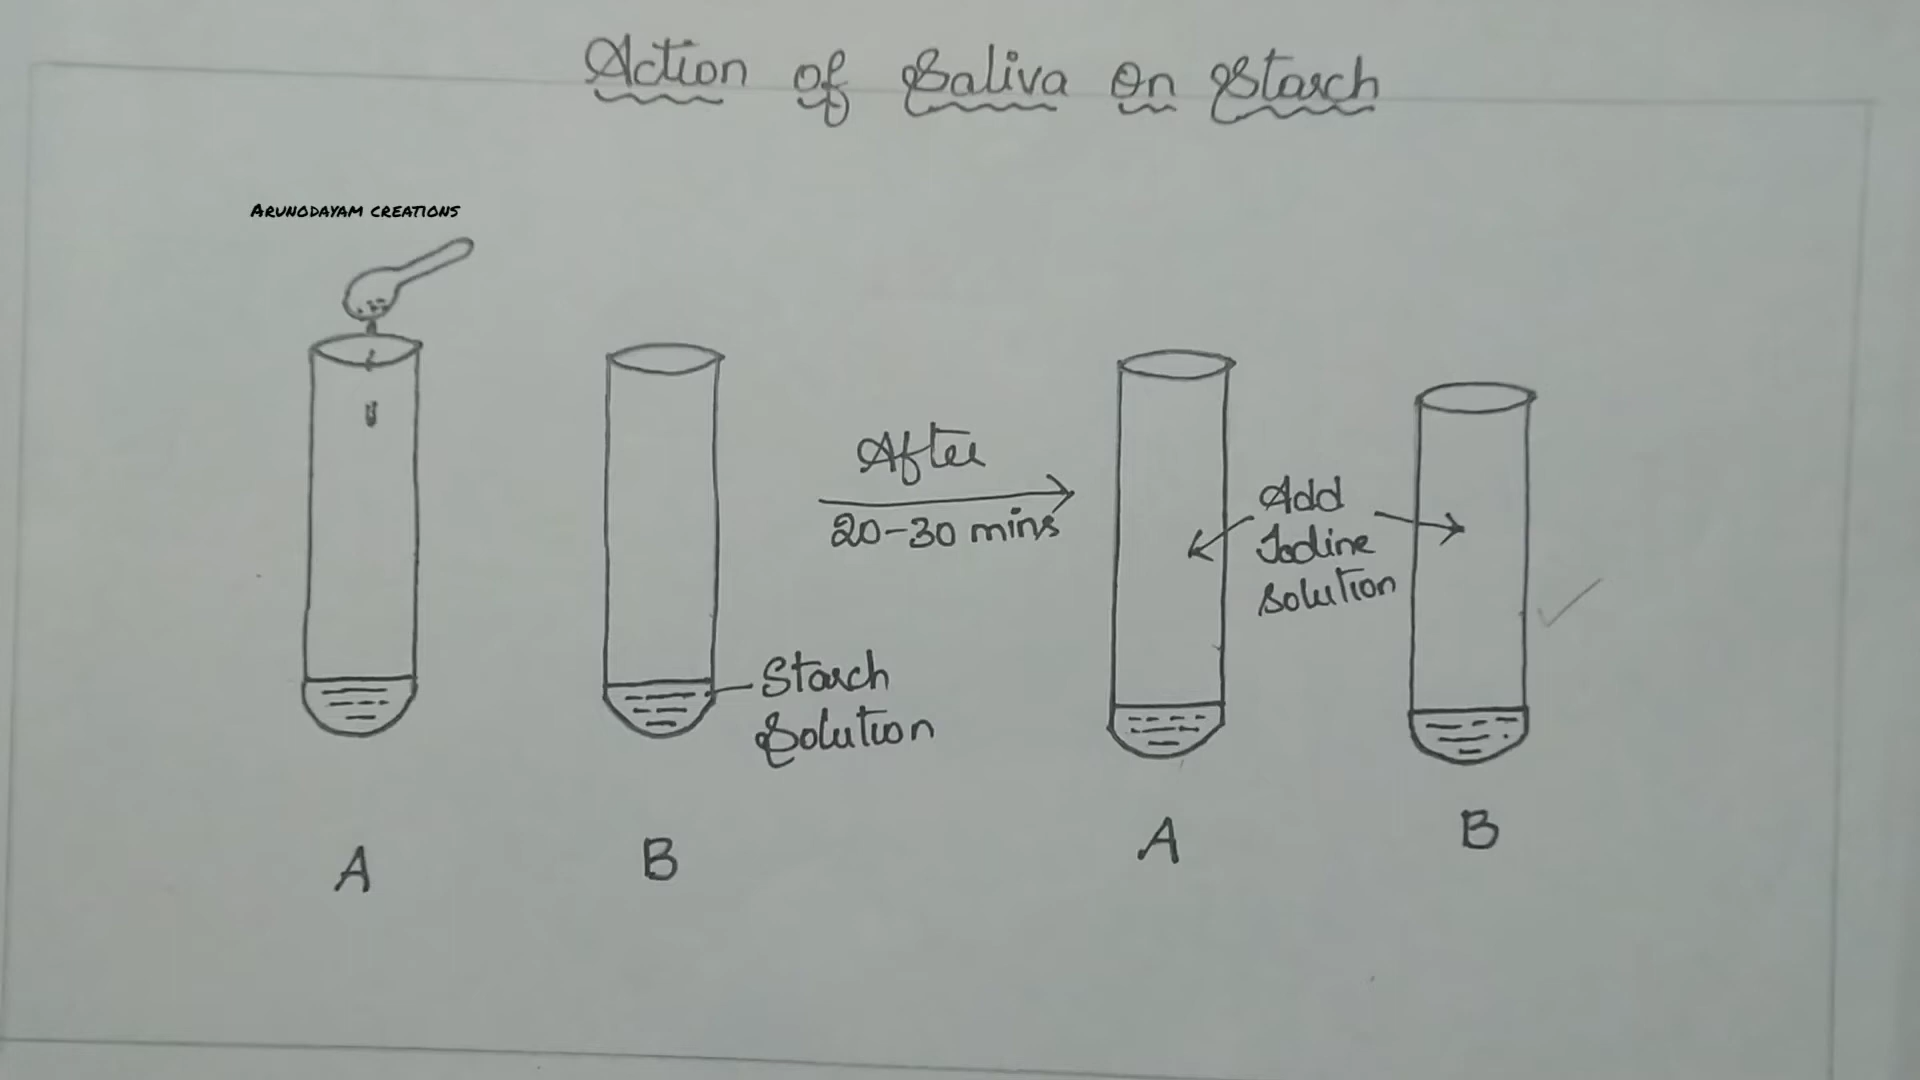 Action of Saliva on Starch
ARUNODAYAM CREATIONS
After
20-30 mins
Add
Iodine
Solution
Starch
Solution
A
B
A
B